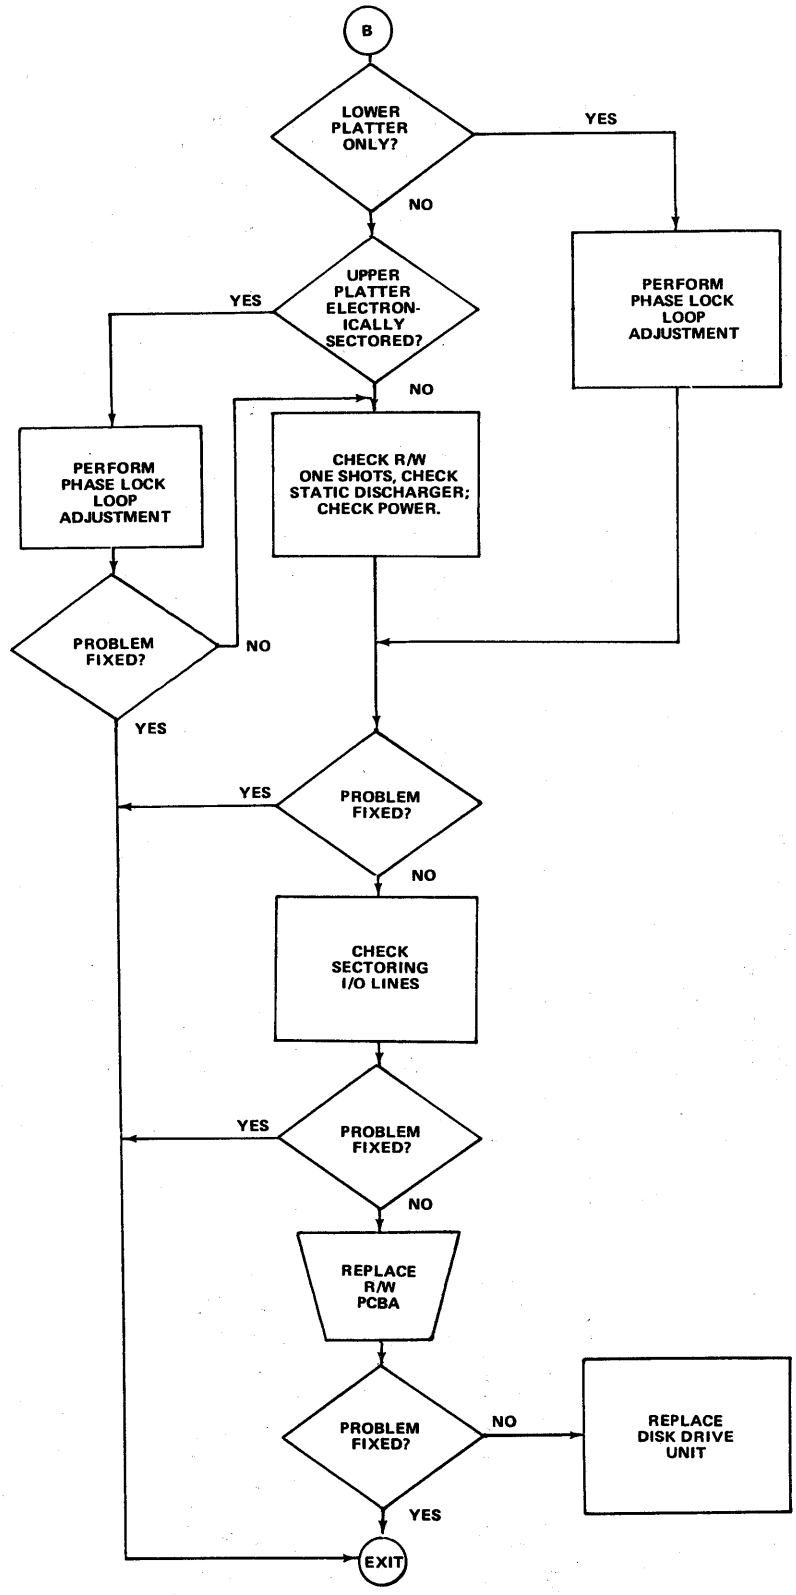 B
LOWER
PLATTER
ONLY?
YES
NO
UPPER
PLATTER
ELECTRON-
ICALLY
SECTORED?
YES
NO
PERFORM
PHASE LOCK
LOOP
ADJUSTMENT
PERFORM
PHASE LOCK
LOOP
ADJUSTMENT
CHECK R/W
ONE SHOTS, CHECK
STATIC DISCHARGER;
CHECK POWER.
PROBLEM
FIXED?
NO
YES
PROBLEM
FIXED?
YES
NO
CHECK
SECTORING
I/O LINES
PROBLEM
FIXED?
YES
NO
REPLACE
R/W
PCBA
PROBLEM
FIXED?
NO
REPLACE
DISK DRIVE
UNIT
YES
EXIT